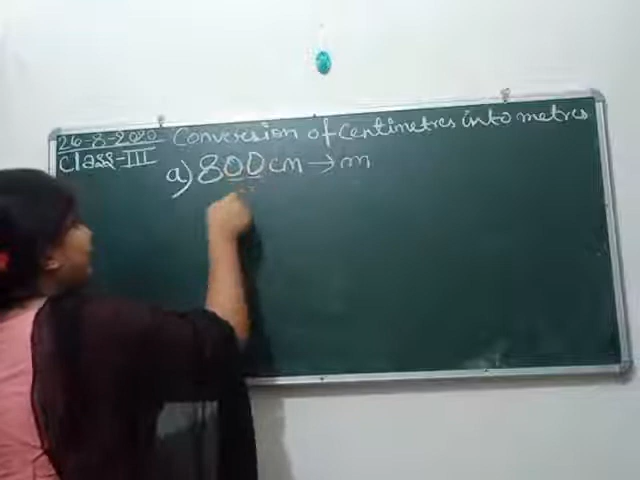 26-8-2020 Conversion of Centimetres into metres
Class-III
a) 800 cm → m